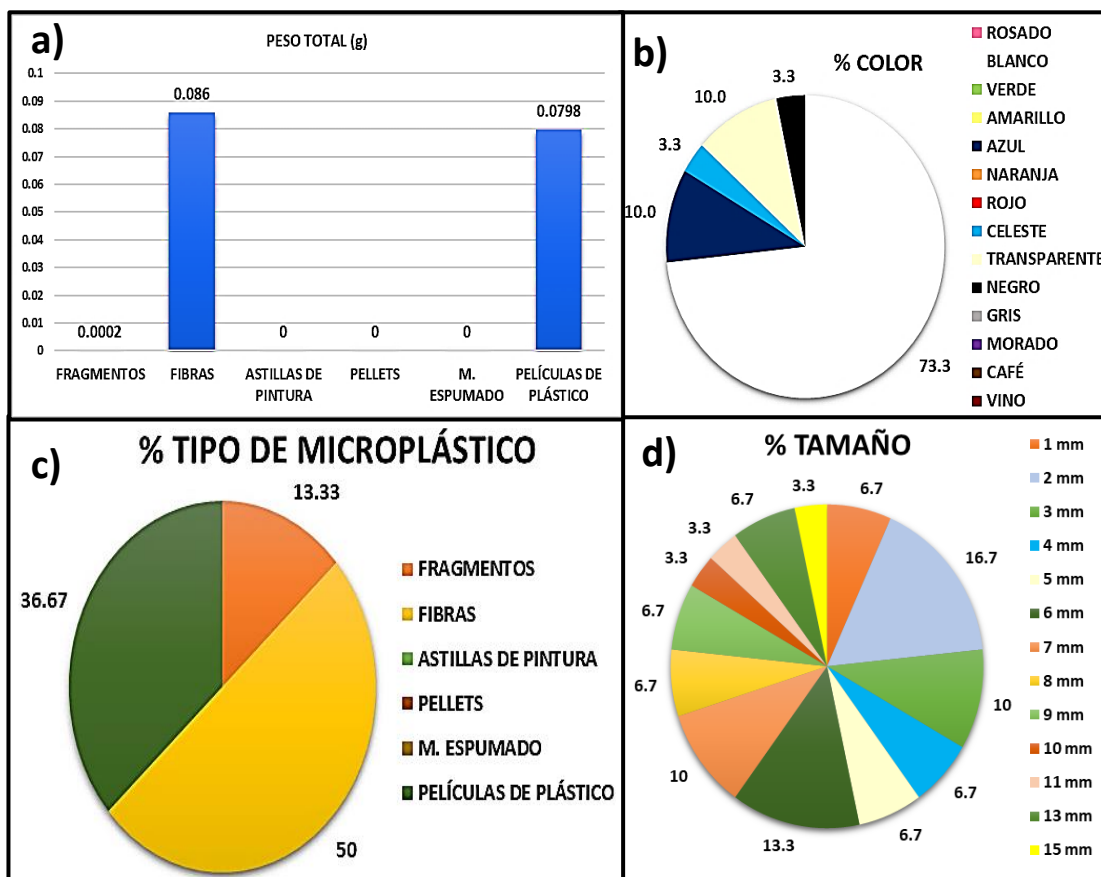 a)
PESO TOTAL (g)
0.1
0.09
0.08
0.07
0.06
0.05
0.04
0.03
0.02
0.01
0
0.0002
0.086
0
0
0
0.0798
FRAGMENTOS
FIBRAS
ASTILLAS DE
PINTURA
PELLETS
M.
ESPUMADO
PELÍCULAS DE
PLÁSTICO
b)
% COLOR
3.3
10.0
3.3
10.0
73.3
ROSADO
BLANCO
VERDE
AMARILLO
AZUL
NARANJA
ROJO
CELESTE
TRANSPARENTE
NEGRO
GRIS
MORADO
CAFÉ
VINO
c)
% TIPO DE MICROPLÁSTICO
13.33
36.67
50
FRAGMENTOS
FIBRAS
ASTILLAS DE PINTURA
PELLETS
M. ESPUMADO
PELÍCULAS DE PLÁSTICO
d)
% TAMAÑO
6.7
16.7
10
6.7
6.7
13.3
10
6.7
6.7
3.3
3.3
6.7
3.3
1 mm
2 mm
3 mm
4 mm
5 mm
6 mm
7 mm
8 mm
9 mm
10 mm
11 mm
13 mm
15 mm